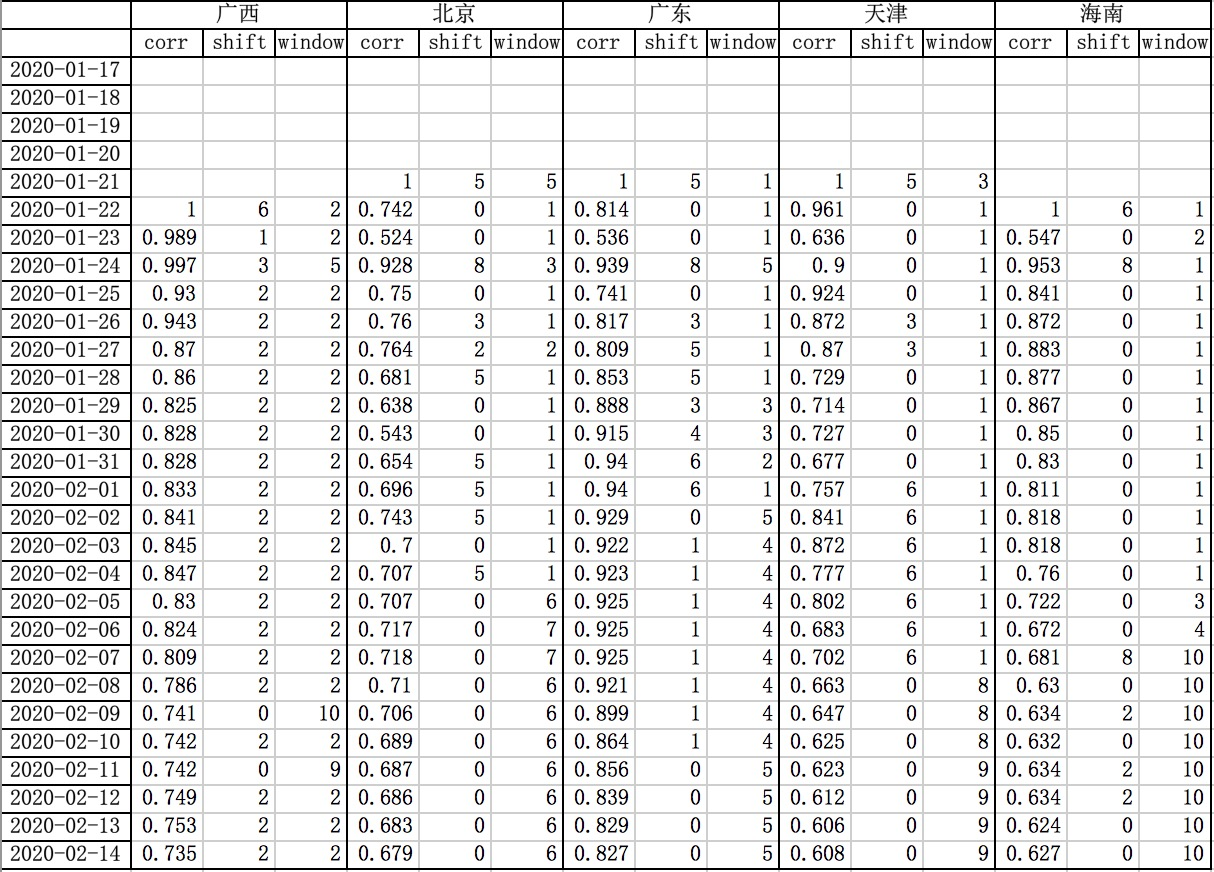 广西 北京 广东 天津 海南
corr shift window corr shift window corr shift window corr shift window corr shift window
2020-01-17
2020-01-18
2020-01-19
2020-01-20
2020-01-21 1 5 5 1 5 1 1 5 3
2020-01-22 1 6 2 0.742 0 1 0.814 0 1 0.961 0 1 1 6 1
2020-01-23 0.989 1 2 0.524 0 1 0.536 0 1 0.636 0 1 0.547 0 2
2020-01-24 0.997 3 5 0.928 8 3 0.939 8 5 0.9 0 1 0.953 8 1
2020-01-25 0.93 2 2 0.75 0 1 0.741 0 1 0.924 0 1 0.841 0 1
2020-01-26 0.943 2 2 0.76 3 1 0.817 3 1 0.872 3 1 0.872 0 1
2020-01-27 0.87 2 2 0.764 2 2 0.809 5 1 0.87 3 1 0.883 0 1
2020-01-28 0.86 2 2 0.681 5 1 0.853 5 1 0.729 0 1 0.877 0 1
2020-01-29 0.825 2 2 0.638 0 1 0.888 3 3 0.714 0 1 0.867 0 1
2020-01-30 0.828 2 2 0.543 0 1 0.915 4 3 0.727 0 1 0.85 0 1
2020-01-31 0.828 2 2 0.654 5 1 0.94 6 2 0.677 0 1 0.83 0 1
2020-02-01 0.833 2 2 0.696 5 1 0.94 6 1 0.757 6 1 0.811 0 1
2020-02-02 0.841 2 2 0.743 5 1 0.929 0 5 0.841 6 1 0.818 0 1
2020-02-03 0.845 2 2 0.7 0 1 0.922 1 4 0.872 6 1 0.818 0 1
2020-02-04 0.847 2 2 0.707 5 1 0.923 1 4 0.777 6 1 0.76 0 1
2020-02-05 0.83 2 2 0.707 0 6 0.925 1 4 0.802 6 1 0.722 0 3
2020-02-06 0.824 2 2 0.717 0 7 0.925 1 4 0.683 6 1 0.672 0 4
2020-02-07 0.809 2 2 0.718 0 7 0.925 1 4 0.702 6 1 0.681 8 10
2020-02-08 0.786 2 2 0.71 0 6 0.921 1 4 0.663 0 8 0.63 0 10
2020-02-09 0.741 0 10 0.706 0 6 0.899 1 4 0.647 0 8 0.634 2 10
2020-02-10 0.742 2 2 0.689 0 6 0.864 1 4 0.625 0 8 0.632 0 10
2020-02-11 0.742 0 9 0.687 0 6 0.856 0 5 0.623 0 9 0.634 2 10
2020-02-12 0.749 2 2 0.686 0 6 0.839 0 5 0.612 0 9 0.634 2 10
2020-02-13 0.753 2 2 0.683 0 6 0.829 0 5 0.606 0 9 0.624 0 10
2020-02-14 0.735 2 2 0.679 0 6 0.827 0 5 0.608 0 9 0.627 0 10